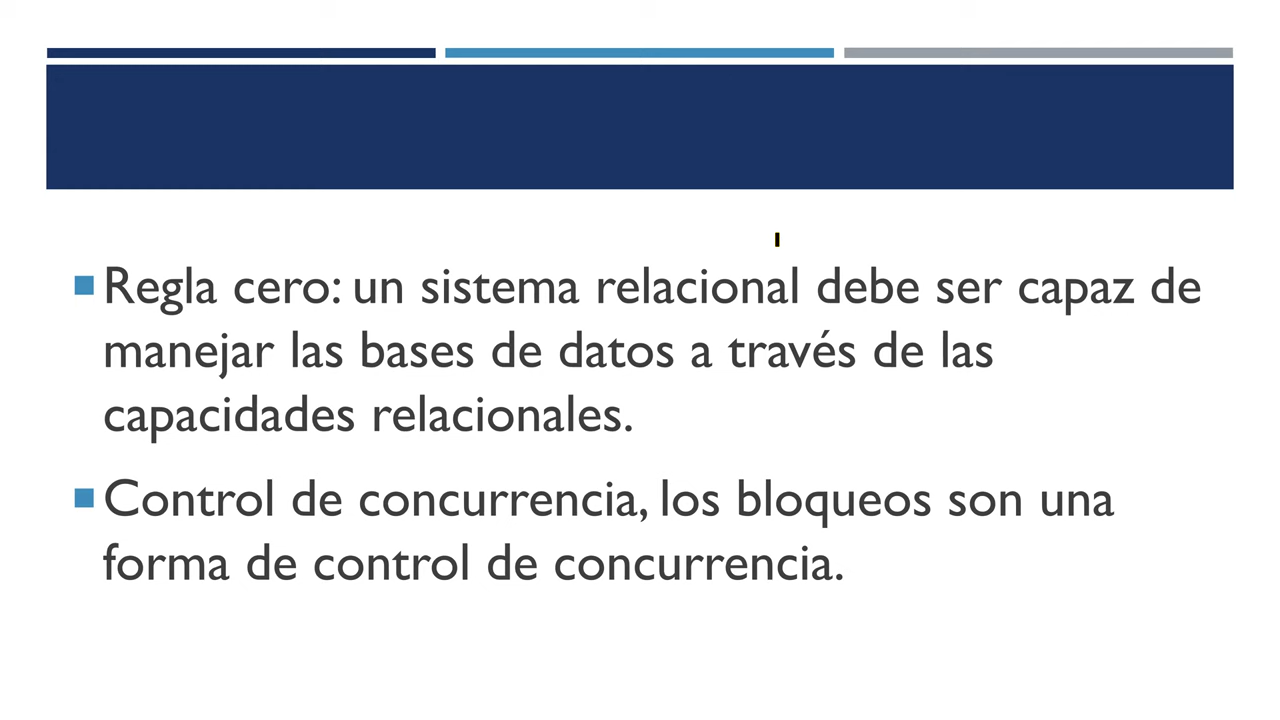 Regla cero: un sistema relacional debe ser capaz de
manejar las bases de datos a través de las
capacidades relacionales.
Control de concurrencia, los bloqueos son una
forma de control de concurrencia.